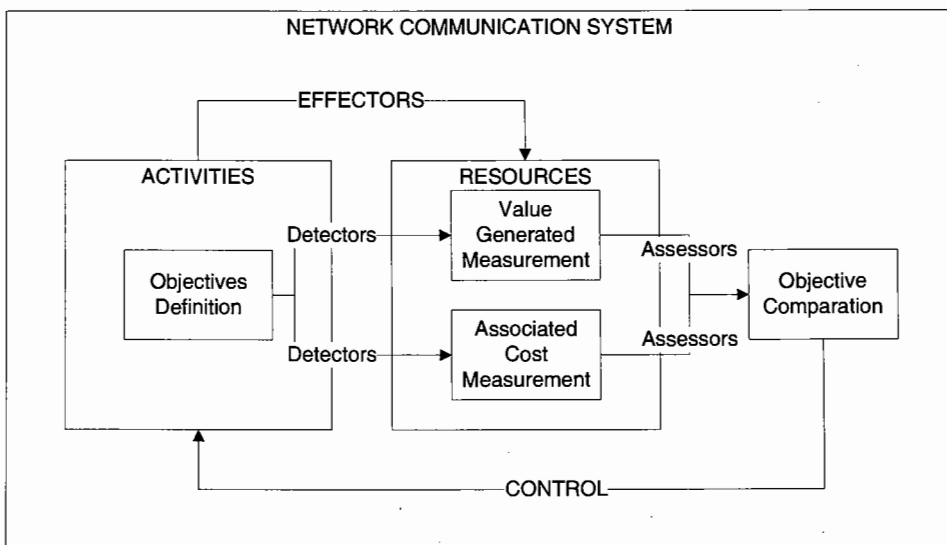 NETWORK COMMUNICATION SYSTEM
EFFECTORS
ACTIVITIES
RESOURCES
Objectives
Definition
Detectors
Detectors
Value
Generated
Measurement
Associated
Cost
Measurement
Assessors
Assessors
Objective
Comparation
CONTROL